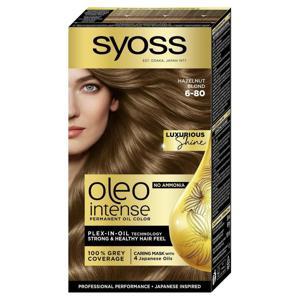 syoss
EST. OSAKA, JAPAN 1977
HAZELNUT
BLOND
6-80
LUXURIOUS
Shine
oleo
intense
PERMANENT OIL COLOR
NO AMMONIA
PLEX-IN-OIL TECHNOLOGY
STRONG & HEALTHY HAIR FEEL
100% GREY
COVERAGE
CARING MASK WITH
4 Japanese Oils
PROFESSIONAL PERFORMANCE • JAPANESE INSPIRED